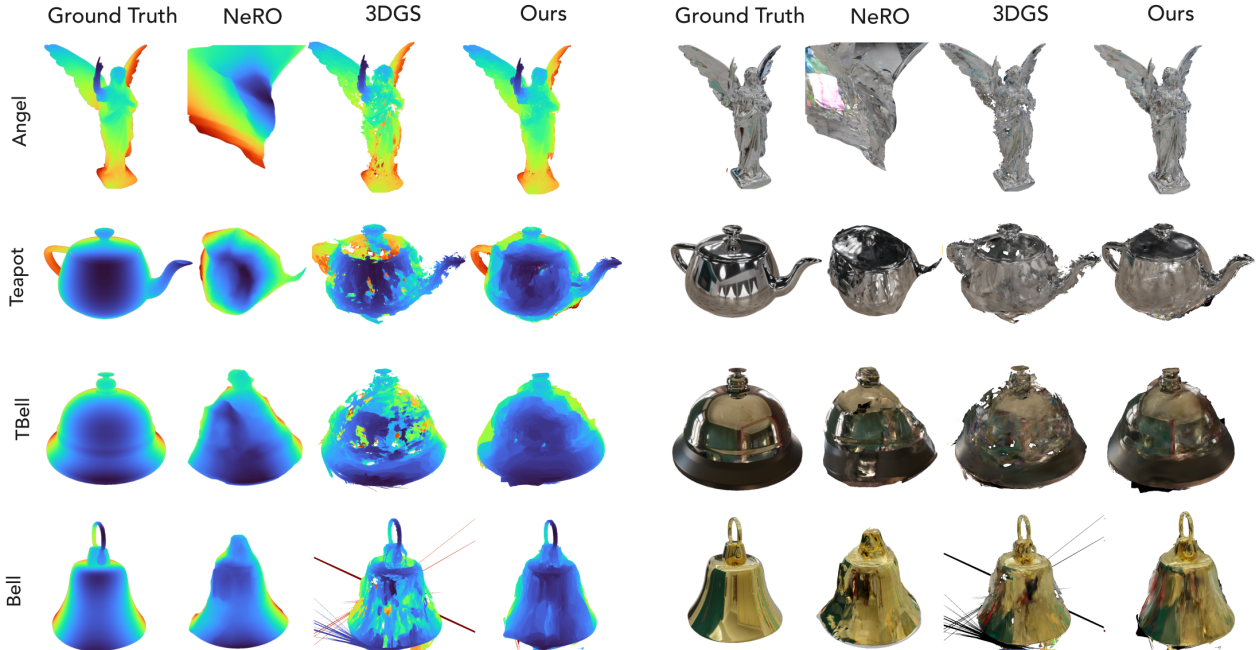 Ground Truth NeRO 3DGS Ours Ground Truth NeRO 3DGS Ours
Angel
Teapot
TBell
Bell